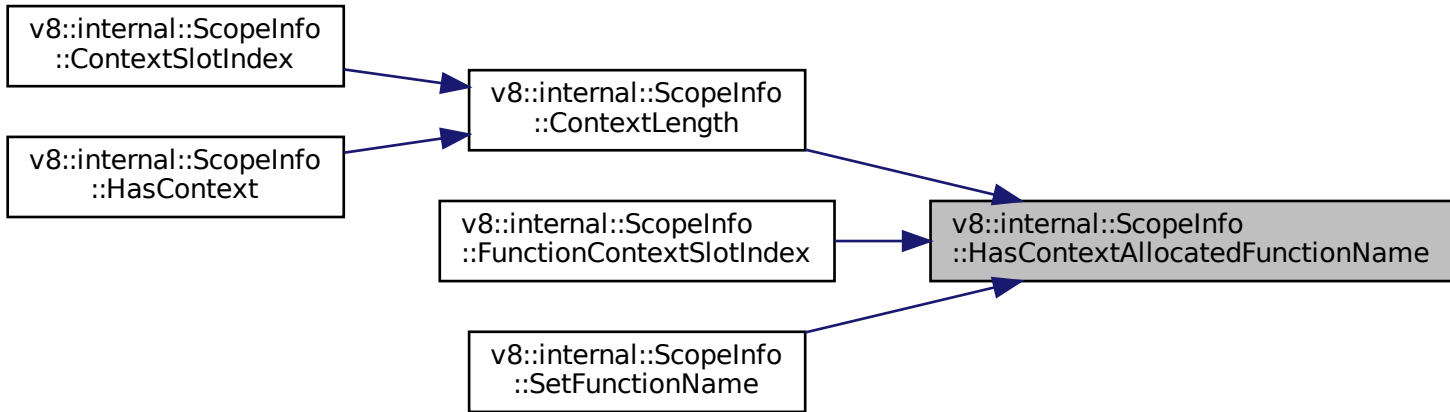 v8::internal::ScopeInfo
::ContextSlotIndex
v8::internal::ScopeInfo
::HasContext
v8::internal::ScopeInfo
::ContextLength
v8::internal::ScopeInfo
::FunctionContextSlotIndex
v8::internal::ScopeInfo
::SetFunctionName
v8::internal::ScopeInfo
::HasContextAllocatedFunctionName